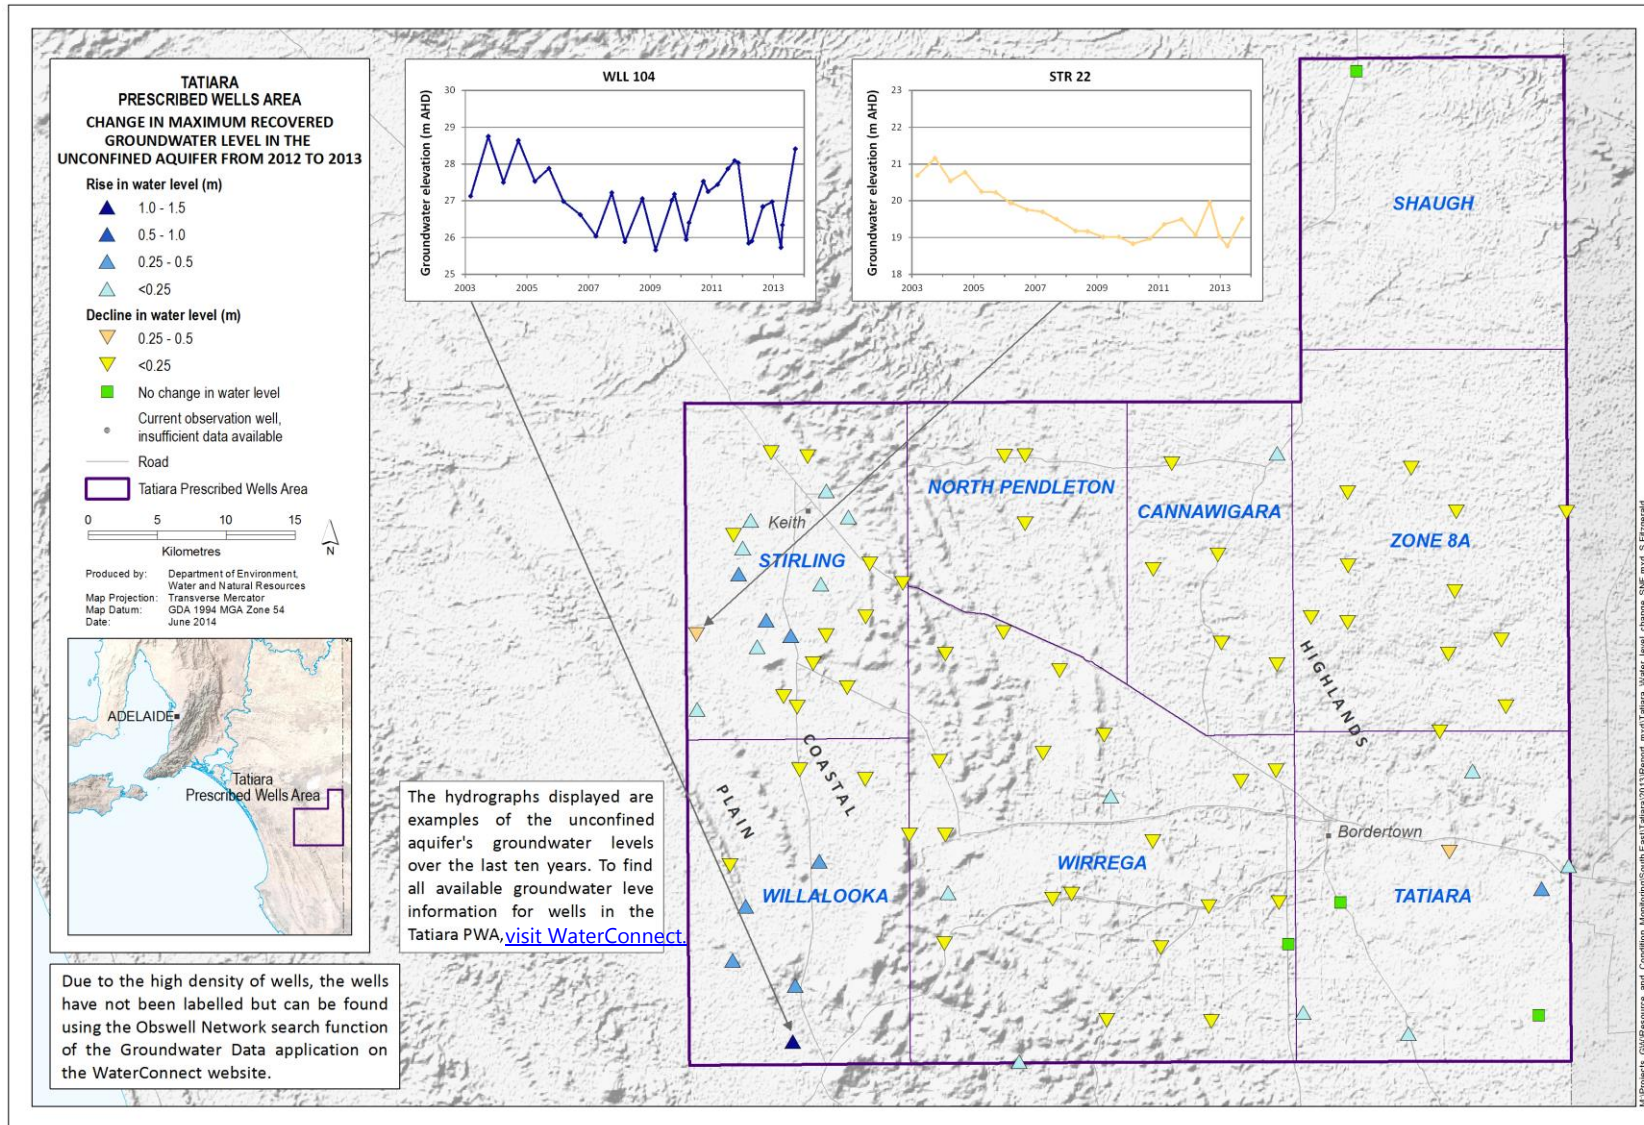 TATIARA
PRESCRIBED WELLS AREA
CHANGE IN MAXIMUM RECOVERED
GROUNDWATER LEVEL IN THE
UNCONFINED AQUIFER FROM 2012 TO 2013
Rise in water level (m)
1.0 - 1.5
0.5 - 1.0
0.25 - 0.5
<0.25
Decline in water level (m)
0.25 - 0.5
<0.25
No change in water level
Current observation well,
insufficient data available
Road
Tatiara Prescribed Wells Area
0 5 10 15
Kilometres
N
Produced by: Department of Environment,
Water and Natural Resources
Map Projection: Transverse Mercator
Map Datum: GDA 1994 MGA Zone 54
Date: June 2014
ADELAIDE
Tatiara
Prescribed Wells Area
Due to the high density of wells, the wells
have not been labelled but can be found
using the Obswell Network search function
of the Groundwater Data application on
the WaterConnect website.
WLL 104
Groundwater elevation (m AHD)
30
29
28
27
26
25
2003 2005 2007 2009 2011 2013
STR 22
Groundwater elevation (m AHD)
23
22
21
20
19
18
2003 2005 2007 2009 2011 2013
SHAUGH
NORTH PENDLETON
CANNAWIGARA
ZONE 8A
Keith
STIRLING
HIGHLANDS
COASTAL
PLAIN
Bordertown
WIRREGA
WILLALOOKA
TATIARA
The hydrographs displayed are
examples of the unconfined
aquifer's groundwater levels
over the last ten years. To find
all available groundwater leve
information for wells in the
Tatiara PWA, visit WaterConnect.